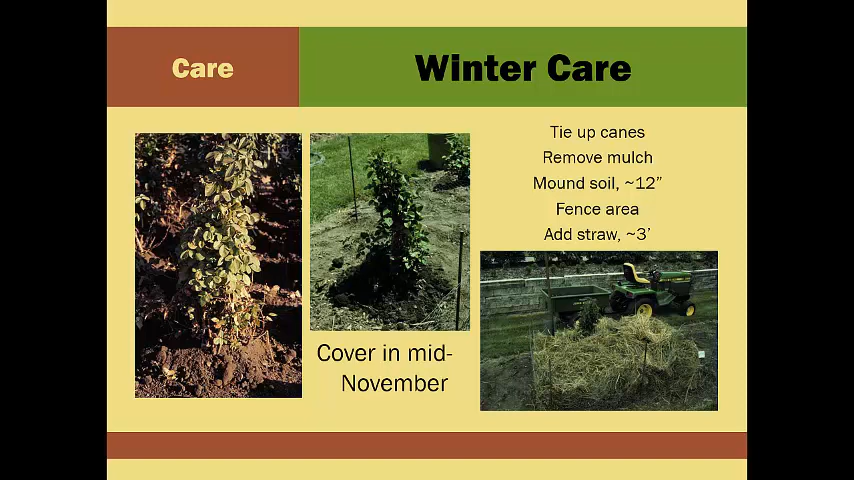 Care
Winter Care
Tie up canes
Remove mulch
Mound soil, ~12”
Fence area
Add straw, ~3’
Cover in mid-
November